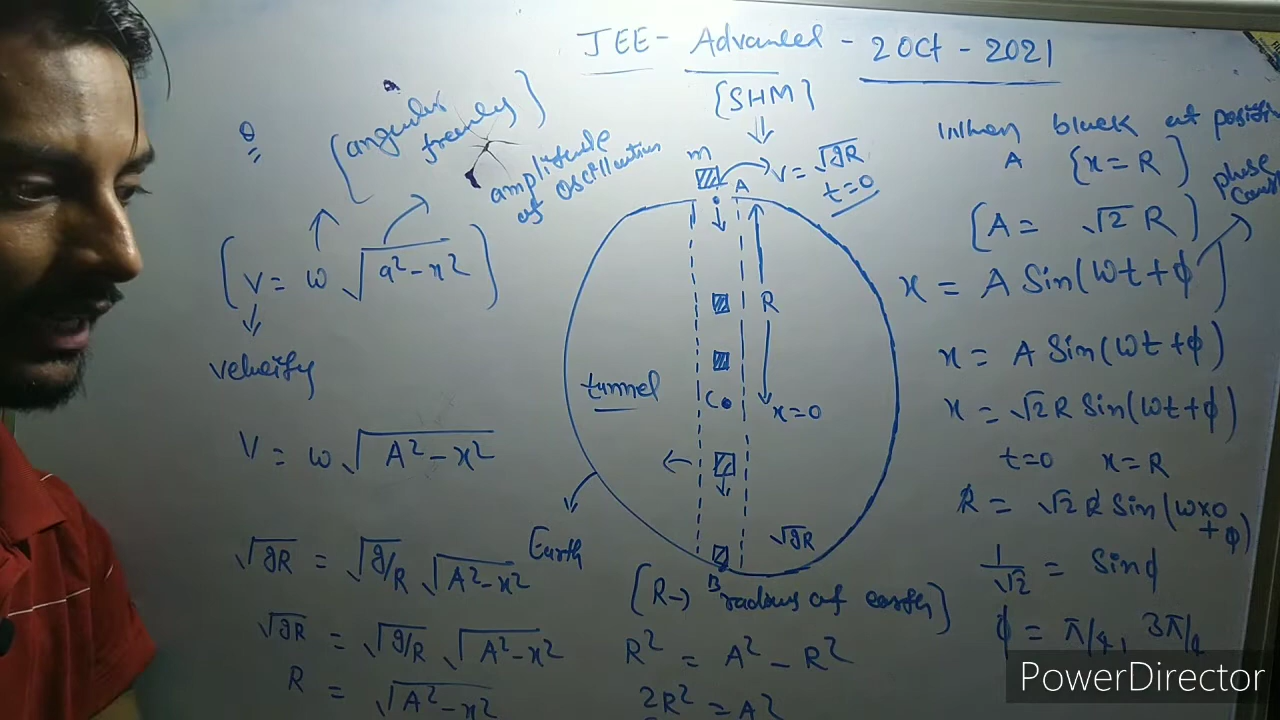 JEE - Advanced - 2 Oct - 2021
{SHM}
Q
(angular
amplitude
of oscillation
(v = ω √a²-x²)
velocity
V = ω √A²-x²
√gR = √g/R √A²-x²
√gR = √g/R √A²-x²
R = √A²-x²
m
A
v = √gR
t=0
R
tunnel
C
x=0
Earth
√gR
B
(R→ radius of earth)
R² = A² - R²
2R² = A²
When block at
A {x=R}
phase
(A = √2 R)
x = A Sin(ωt+ϕ)
x = A Sin(ωt+ϕ)
x = √2 R Sin(ωt+ϕ)
t=0 x=R
R = √2 R Sin(ωx0
+ϕ)
1/√2 = Sinϕ
ϕ = π/4, 3π/4
PowerDirector